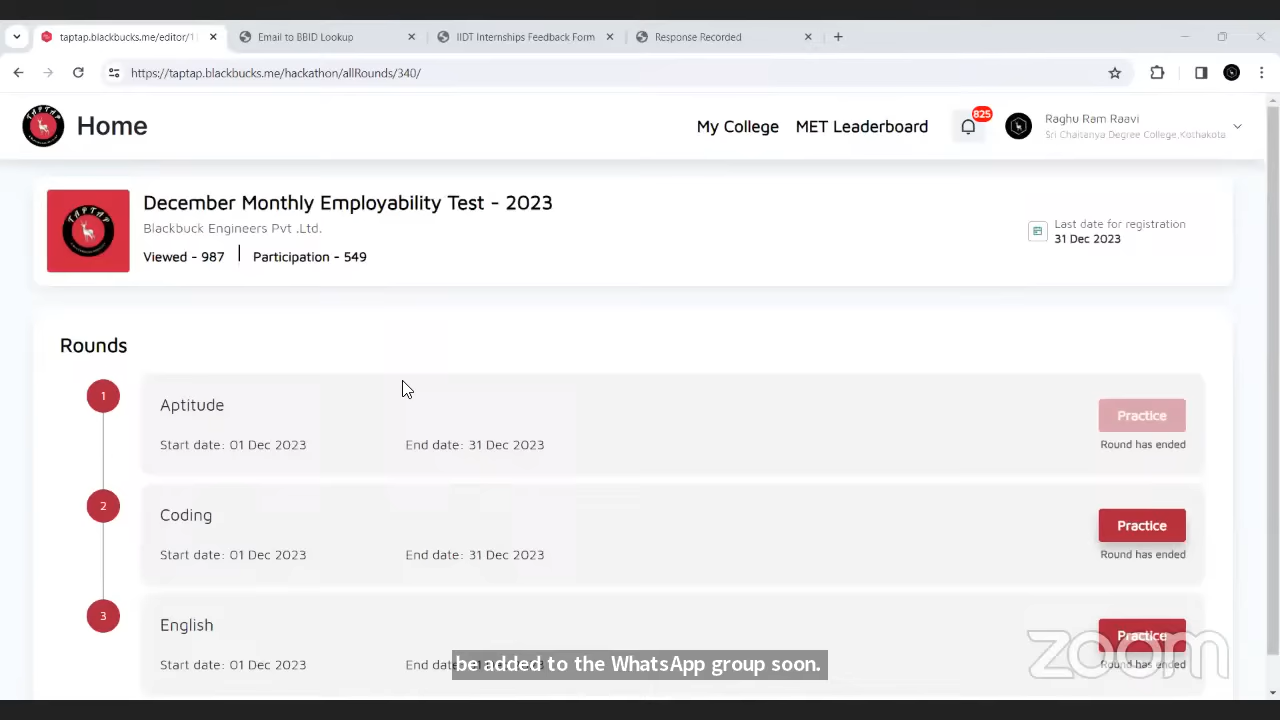 taptap.blackbucks.me/editor/1
Email to BBID Lookup
IIDT Internships Feedback Form
Response Recorded
https://taptap.blackbucks.me/hackathon/allRounds/340/
TAPTAP
Home
My College
MET Leaderboard
825
Raghu Ram Raavi
Sri Chaitanya Degree College,Kothakota
TAPTAP
December Monthly Employability Test - 2023
Blackbuck Engineers Pvt .Ltd.
Viewed - 987
Participation - 549
Last date for registration
31 Dec 2023
Rounds
1
Aptitude
Start date: 01 Dec 2023
End date: 31 Dec 2023
Practice
Round has ended
2
Coding
Start date: 01 Dec 2023
End date: 31 Dec 2023
Practice
Round has ended
3
English
Start date: 01 Dec 2023
Practice
Round has ended
be added to the WhatsApp group soon.
zoom